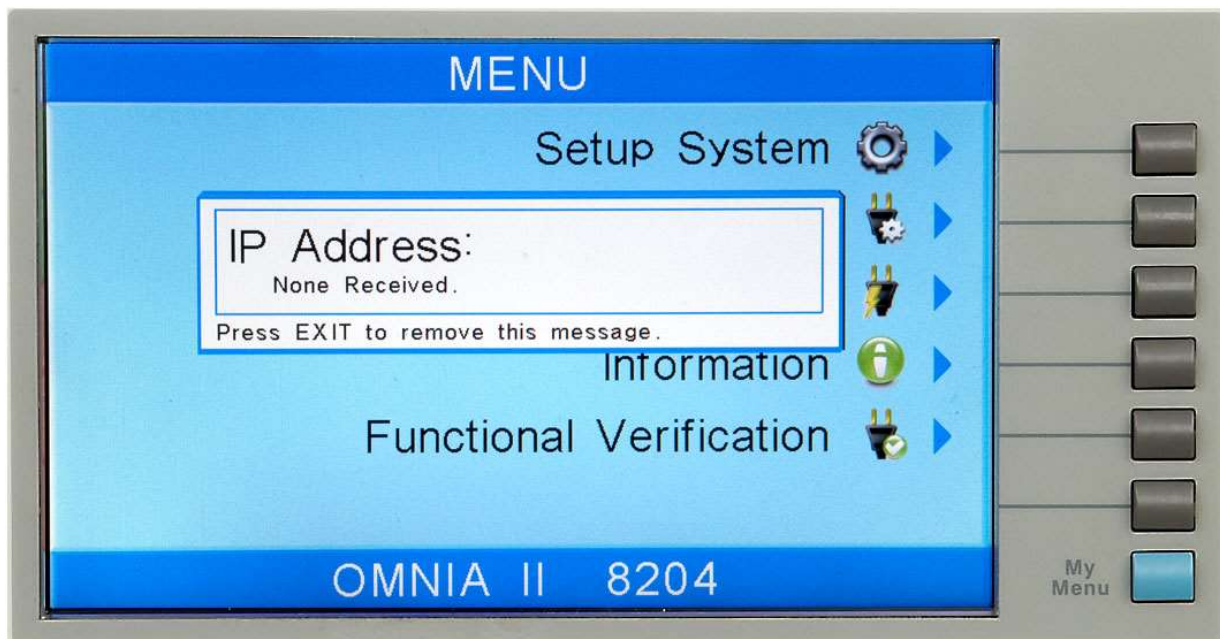 MENU
Setup System
IP Address:
None Received.
Press EXIT to remove this message.
Information
Functional Verification
OMNIA II 8204
My
Menu